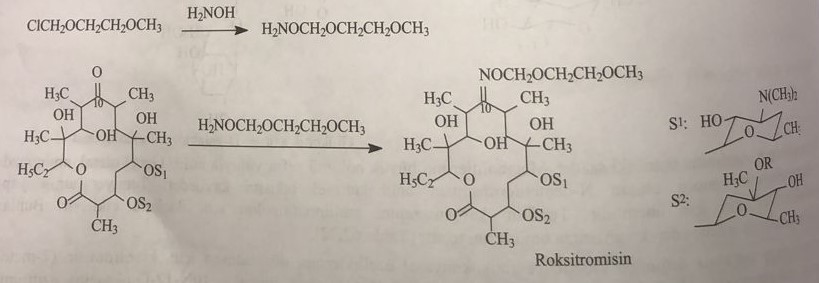 ClCH₂OCH₂CH₂OCH₃ H₂NOH H₂NOCH₂OCH₂CH₂OCH₃
O
10
H₃C CH₃
OH OH
H₃C OH CH₃
H₅C₂ O OS₁
O OS₂
CH₃
H₂NOCH₂OCH₂CH₂OCH₃
NOCH₂OCH₂CH₂OCH₃
H₃C 10 CH₃
OH OH
H₃C OH CH₃
H₅C₂ O OS₁
O OS₂
CH₃
Roksitromisin
S¹: HO N(CH₃)₂
O CH₃
OR
S²: H₃C OH
O CH₃